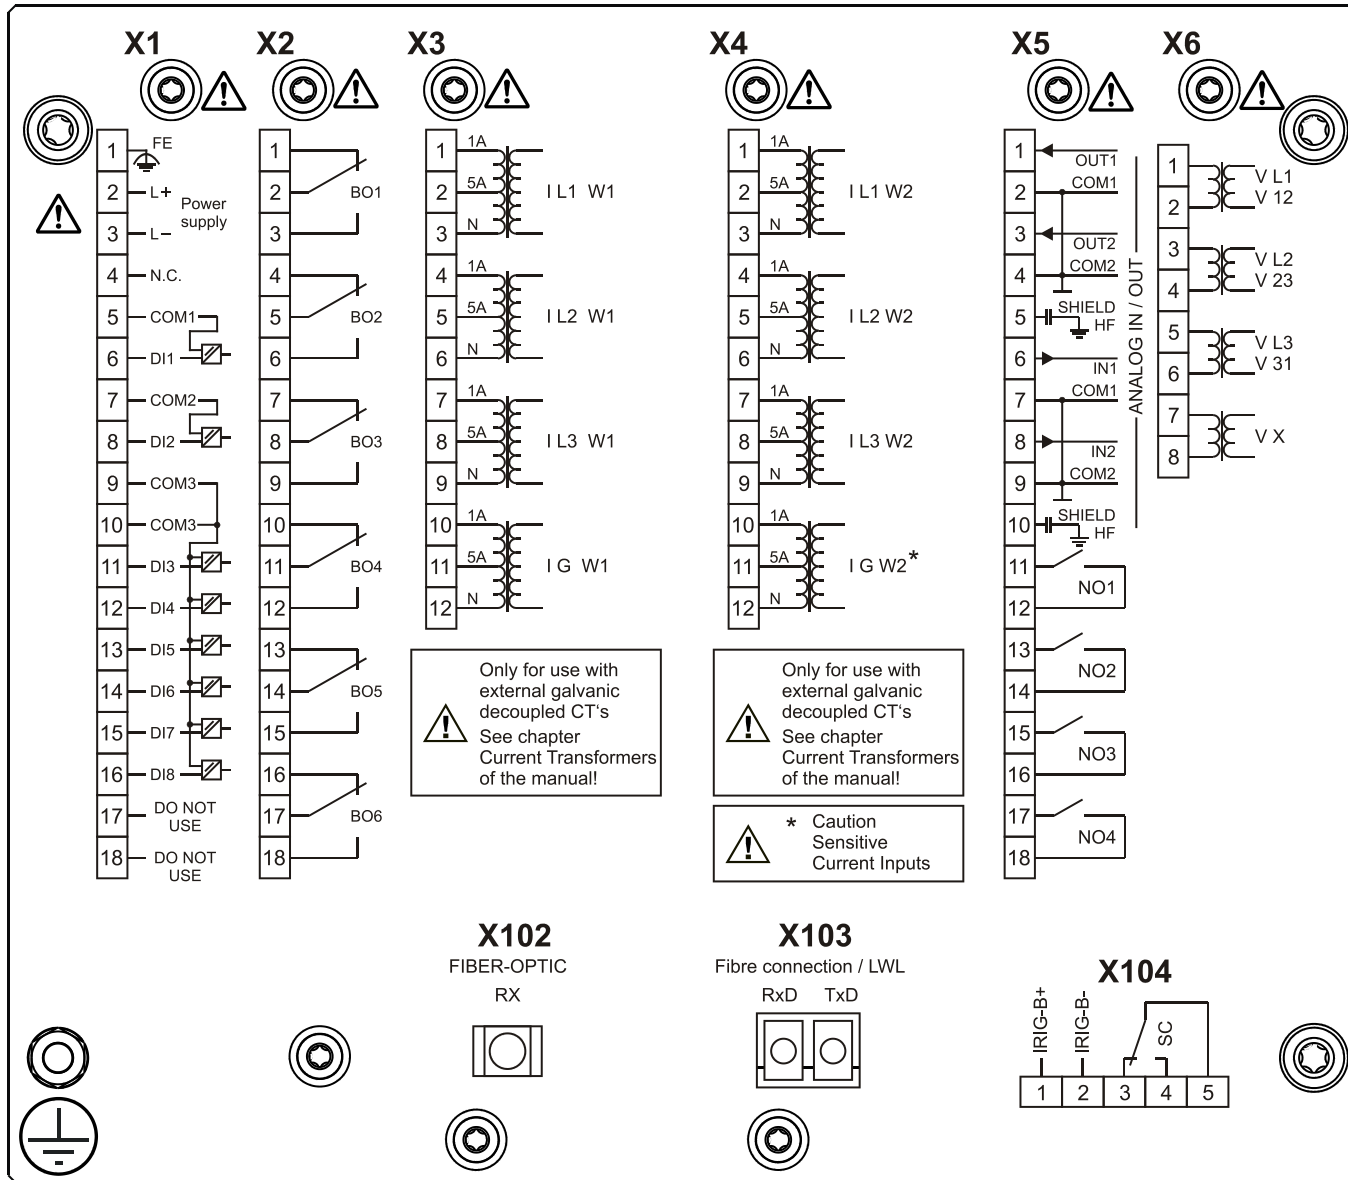 X1 X2 X3 X4 X5 X6
1 FE
2 L+
Power
supply
3 L–
4 N.C.
5 COM1
6 DI1
7 COM2
8 DI2
9 COM3
10 COM3
11 DI3
12 DI4
13 DI5
14 DI6
15 DI7
16 DI8
17 DO NOT
USE
18 DO NOT
USE
1
2 BO1
3
4
5 BO2
6
7
8 BO3
9
10
11 BO4
12
13
14 BO5
15
16
17 BO6
18
1 1A
2 5A I L1 W1
3 N
4 1A
5 5A I L2 W1
6 N
7 1A
8 5A I L3 W1
9 N
10 1A
11 5A I G W1
12 N
Only for use with
external galvanic
decoupled CT‘s
See chapter
Current Transformers
of the manual!
1 1A
2 5A I L1 W2
3 N
4 1A
5 5A I L2 W2
6 N
7 1A
8 5A I L3 W2
9 N
10 1A
11 5A I G W2*
12 N
Only for use with
external galvanic
decoupled CT‘s
See chapter
Current Transformers
of the manual!
* Caution
Sensitive
Current Inputs
1 OUT1
2 COM1
3 OUT2
4 COM2
5 SHIELD
HF
6 IN1
7 COM1
8 IN2
9 COM2
10 SHIELD
HF
ANALOG IN / OUT
11
NO1
12
13
NO2
14
15
NO3
16
17
NO4
18
1 V L1
2 V 12
3 V L2
4 V 23
5 V L3
6 V 31
7
V X
8
X102
FIBER-OPTIC
RX
X103
Fibre connection / LWL
RxD TxD
X104
IRIG-B+
IRIG-B-
SC
1 2 3 4 5